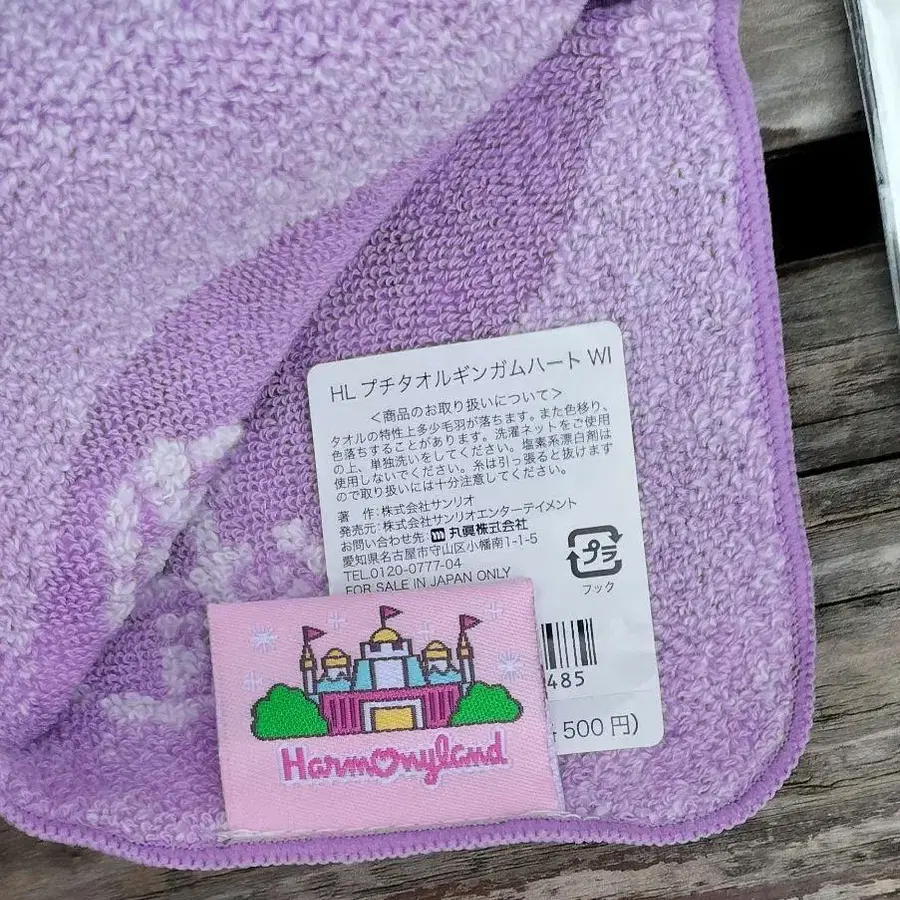 HL プチタオルギンガムハート WI
＜商品のお取り扱いについて＞
タオルの特性上多少毛羽が落ちます。また色移り、
色落ちすることがあります。洗濯ネットをご使用
の上、単独洗いをしてください。塩素系漂白剤は
使用しないでください。糸は引っ張ると抜けます
ので取り扱いには十分注意してください。
著　作：株式会社サンリオ
発売元：株式会社サンリオエンターテイメント
お問い合わせ先：丸眞株式会社
愛知県名古屋市守山区小幡南1-1-5
TEL.0120-0777-04
FOR SALE IN JAPAN ONLY
プラ
フック
485
500 円）
Harmonyland